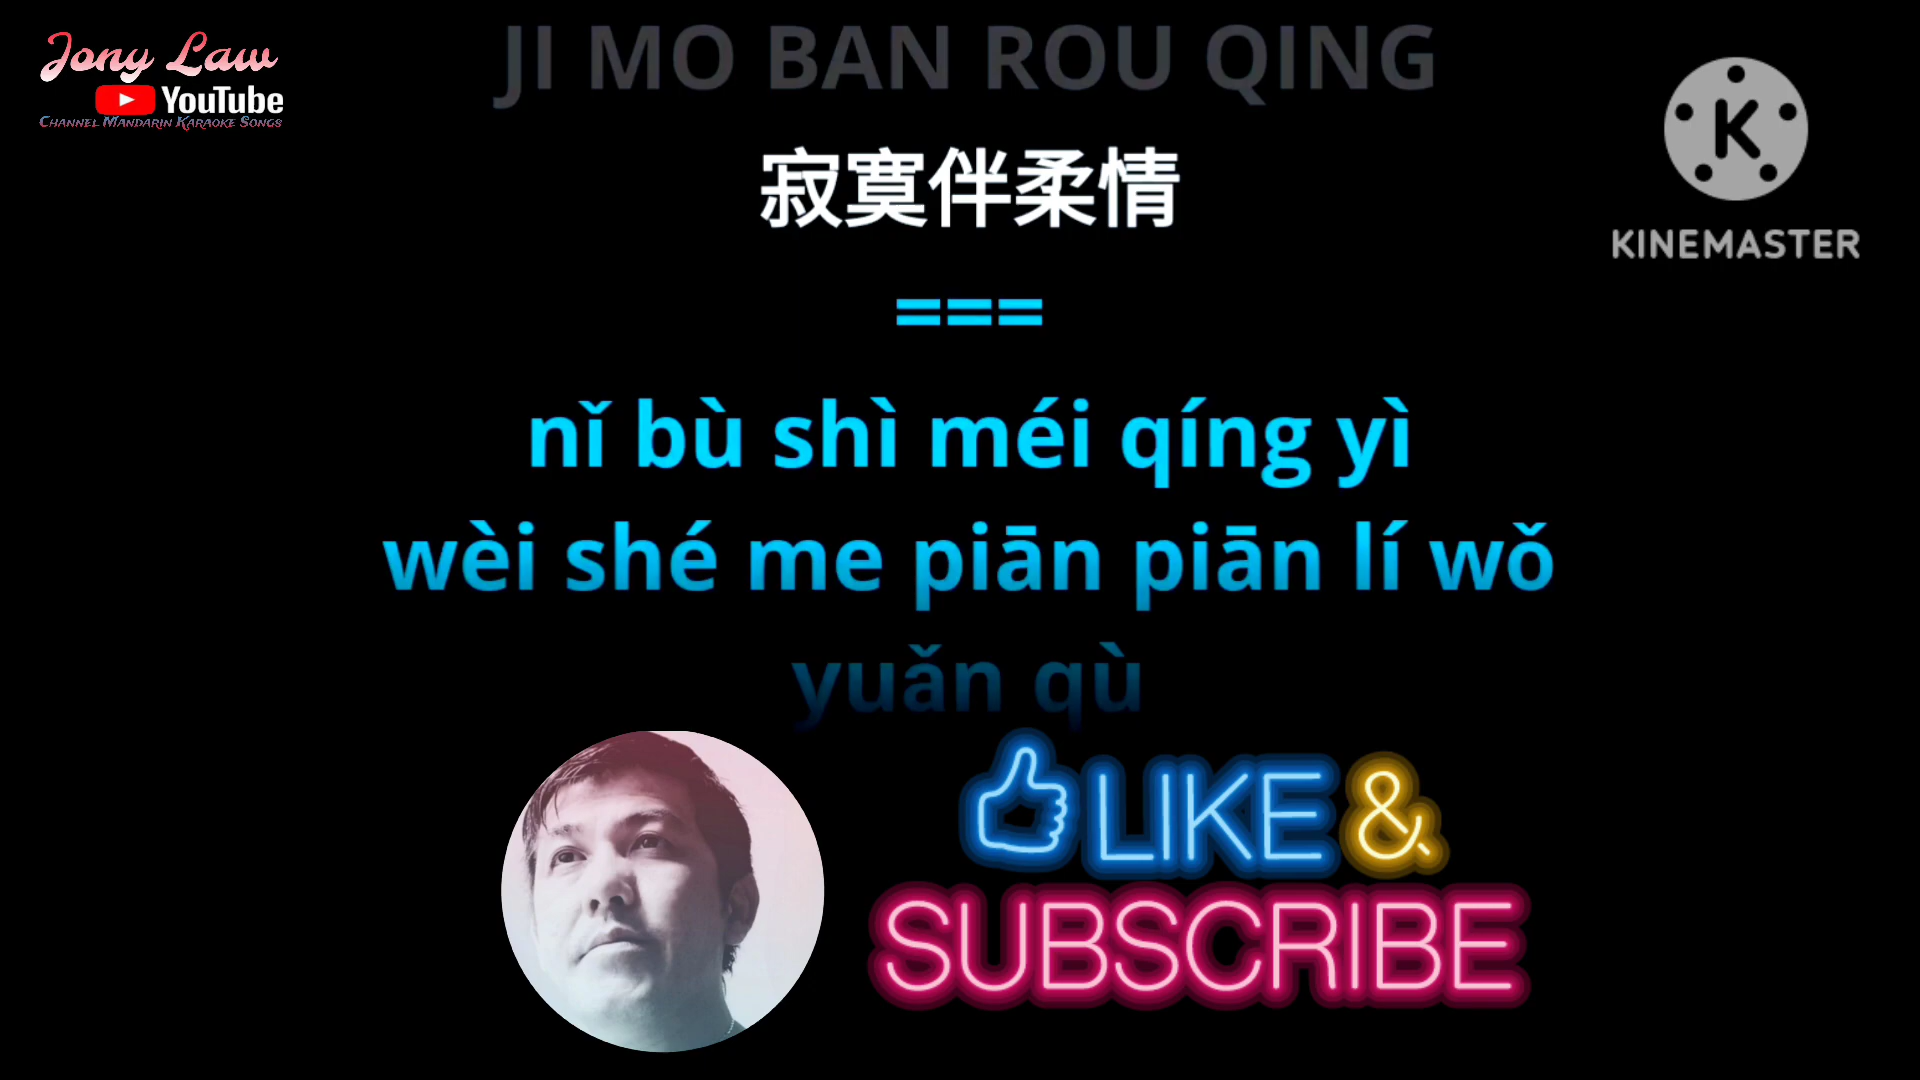 Jony Law
YouTube
Channel Mandarin Karaoke Songs
JI MO BAN ROU QING
K
KINEMASTER
寂寞伴柔情
===
nǐ bù shì méi qíng yì
wèi shé me piān piān lí wǒ
yuǎn qù
LIKE &
SUBSCRIBE